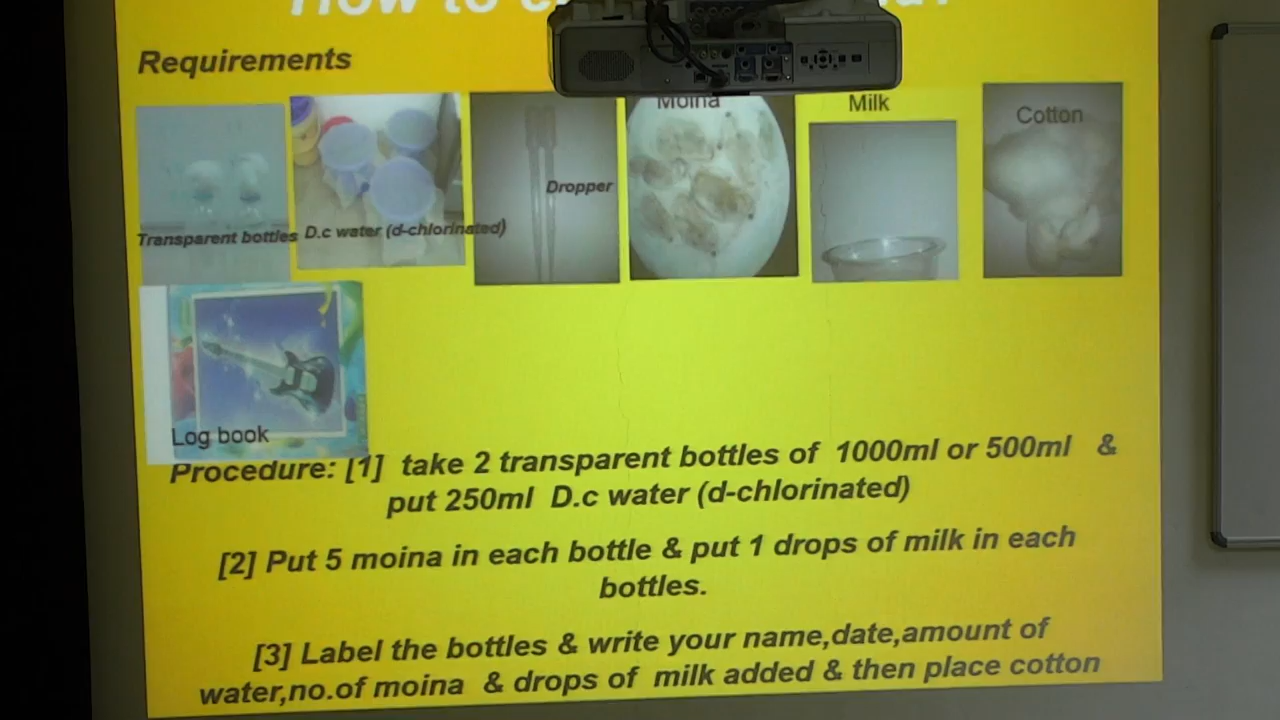 How to
Requirements
Transparent bottles
D.c water (d-chlorinated)
Dropper
Moina
Milk
Cotton
Log book
Procedure: [1] take 2 transparent bottles of 1000ml or 500ml &
put 250ml D.c water (d-chlorinated)
[2] Put 5 moina in each bottle & put 1 drops of milk in each
bottles.
[3] Label the bottles & write your name,date,amount of
water,no.of moina & drops of milk added & then place cotton